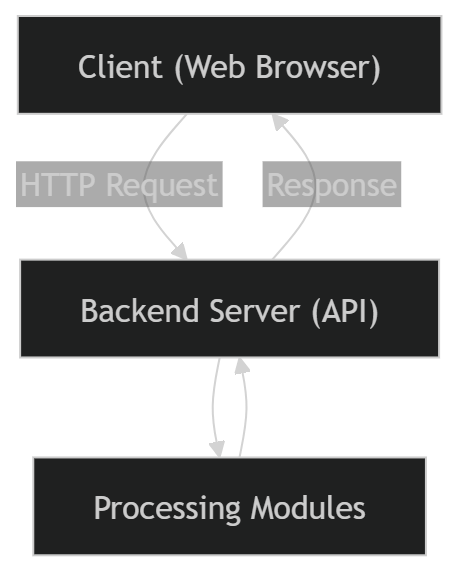 Client (Web Browser)
HTTP Request
Response
Backend Server (API)
Processing Modules